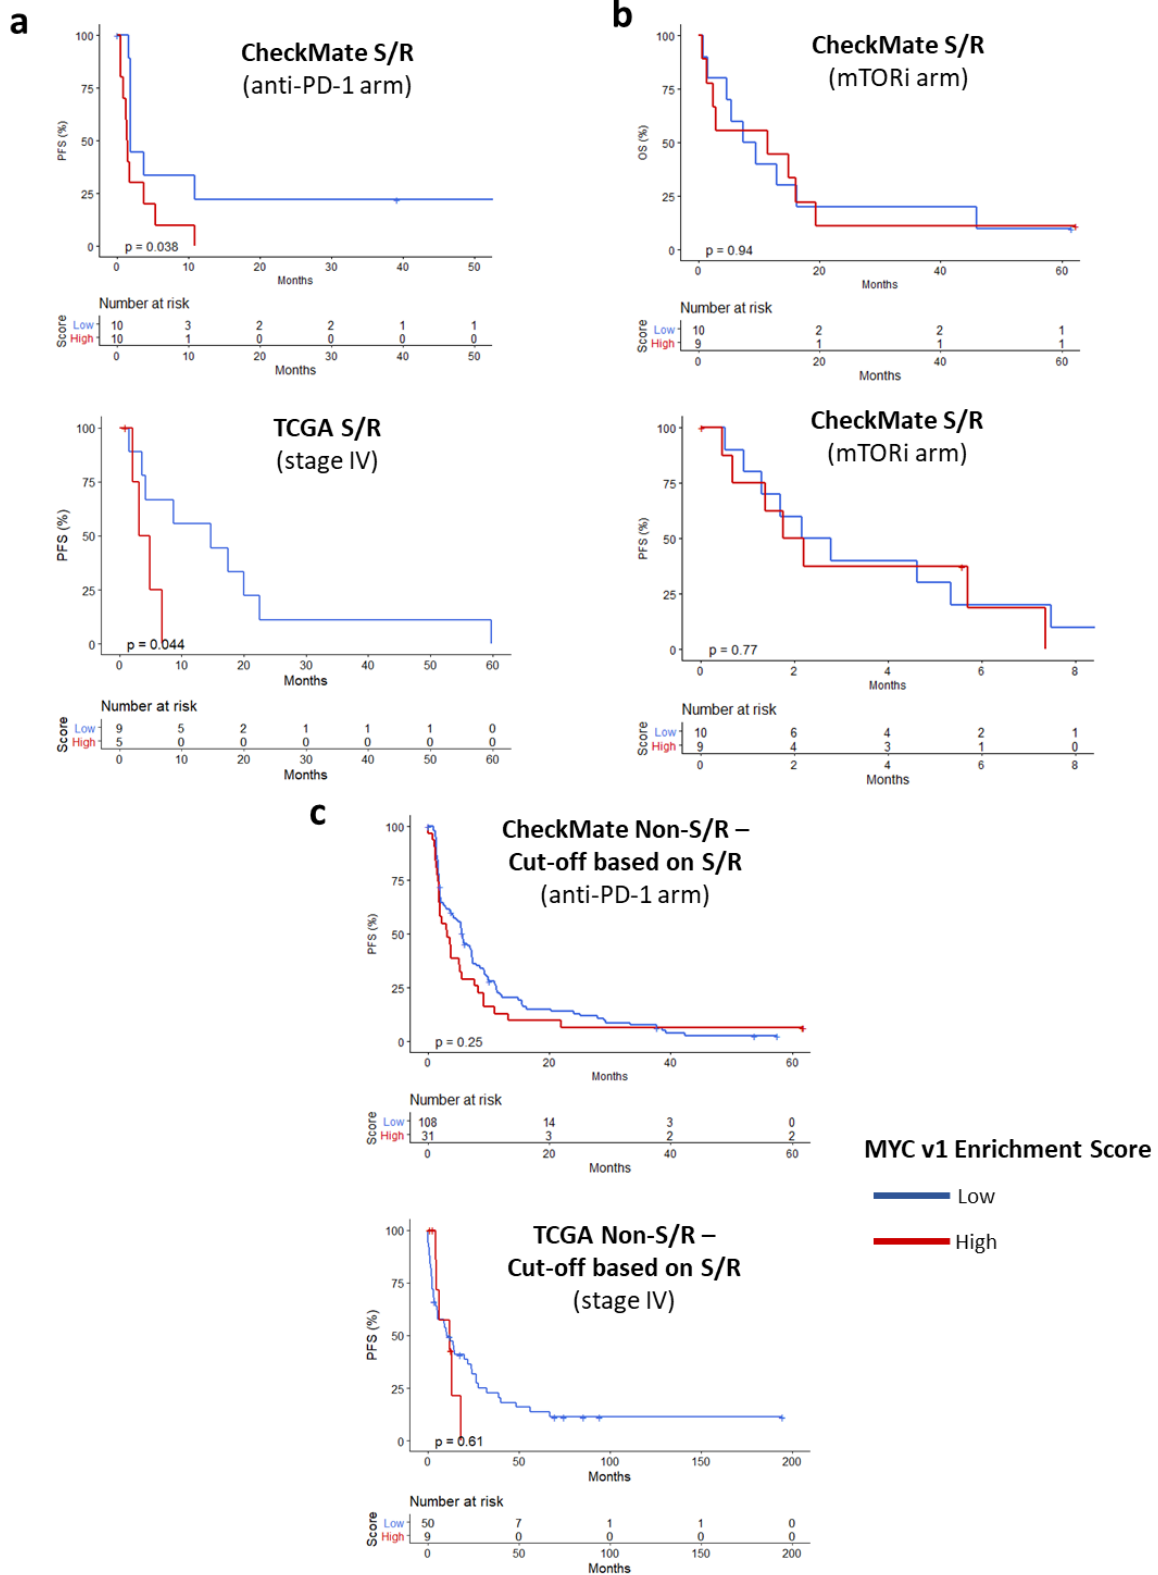 a
CheckMate S/R
(anti-PD-1 arm)
PFS (%)
100
75
50
25
0
p = 0.038
0 10 20 30 40 50
Months
Number at risk
Score
Low 10 3 2 2 1 1
High 10 1 0 0 0 0
0 10 20 30 40 50
Months
TCGA S/R
(stage IV)
PFS (%)
100
75
50
25
0
p = 0.044
0 10 20 30 40 50 60
Months
Number at risk
Score
Low 9 5 2 1 1 1 0
High 5 0 0 0 0 0 0
0 10 20 30 40 50 60
Months
b
CheckMate S/R
(mTORi arm)
OS (%)
100
75
50
25
0
p = 0.94
0 20 40 60
Months
Number at risk
Score
Low 10 2 2 1
High 9 1 1 1
0 20 40 60
Months
CheckMate S/R
(mTORi arm)
PFS (%)
100
75
50
25
0
p = 0.77
0 2 4 6 8
Months
Number at risk
Score
Low 10 6 4 2 1
High 9 4 3 1 0
0 2 4 6 8
Months
c
CheckMate Non-S/R –
Cut-off based on S/R
(anti-PD-1 arm)
PFS (%)
100
75
50
25
0
p = 0.25
0 20 40 60
Months
Number at risk
Score
Low 108 14 3 0
High 31 3 2 2
0 20 40 60
Months
TCGA Non-S/R –
Cut-off based on S/R
(stage IV)
PFS (%)
100
75
50
25
0
p = 0.61
0 50 100 150 200
Months
Number at risk
Score
Low 50 7 1 1 0
High 9 0 0 0 0
0 50 100 150 200
Months
MYC v1 Enrichment Score
Low
High